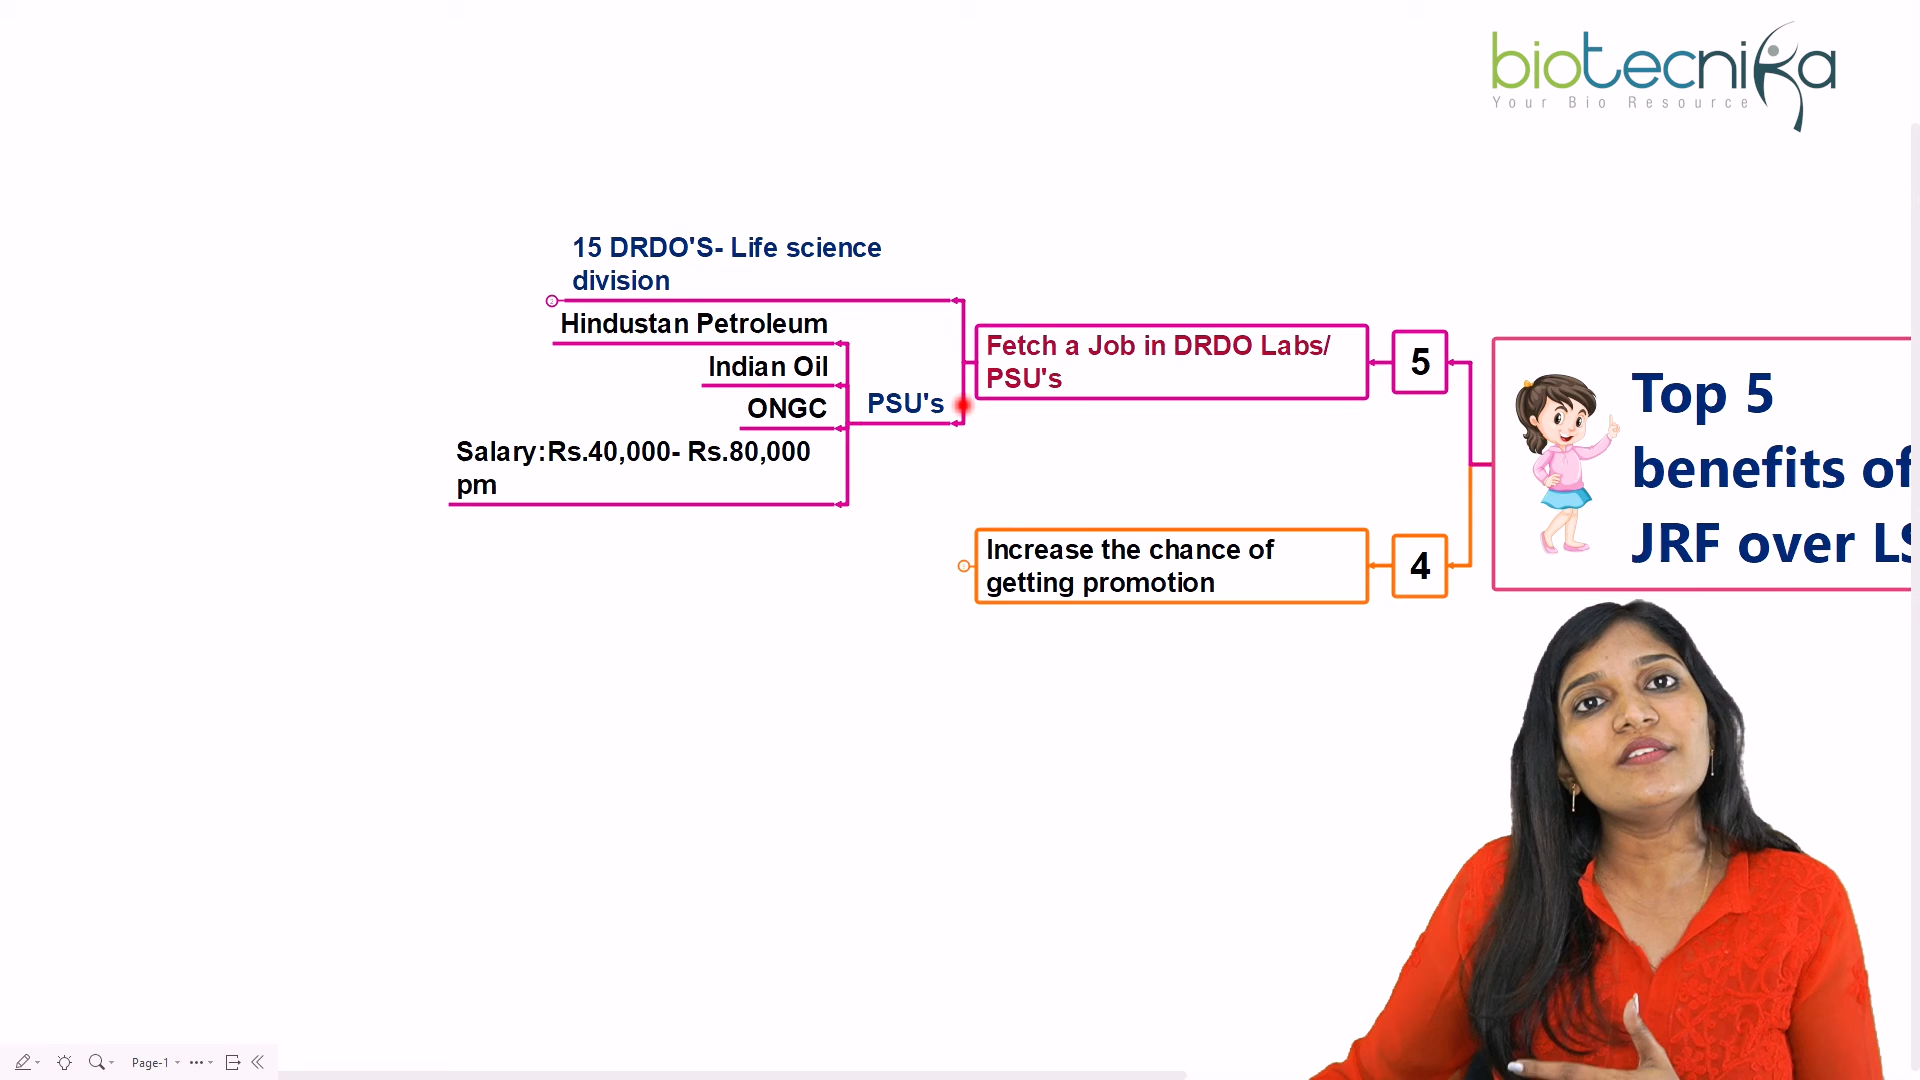 biotecnika
Your Bio Resource
15 DRDO'S- Life science
division
Hindustan Petroleum
Indian Oil
ONGC
Salary:Rs.40,000- Rs.80,000
pm
PSU's
Fetch a Job in DRDO Labs/
PSU's
5
Increase the chance of
getting promotion
4
Top 5
benefits of
JRF over LS
Page-1